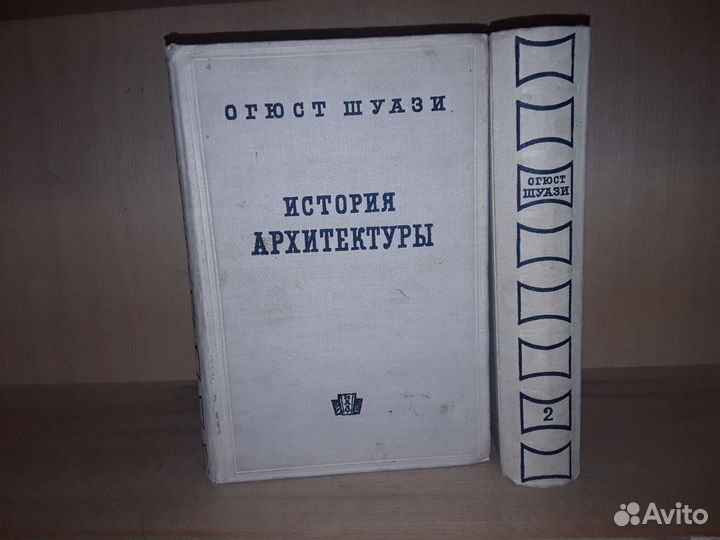 ОГЮСТ ШУАЗИ
ИСТОРИЯ
АРХИТЕКТУРЫ
ОГЮСТ
ШУАЗИ
2
Avito